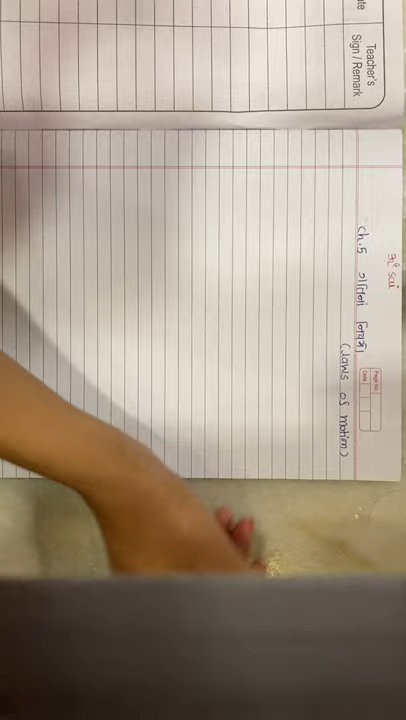 Teacher's
Sign / Remark
Page No.
Date
Ch.5 ગતિના નિયમો
(Laws of motion)